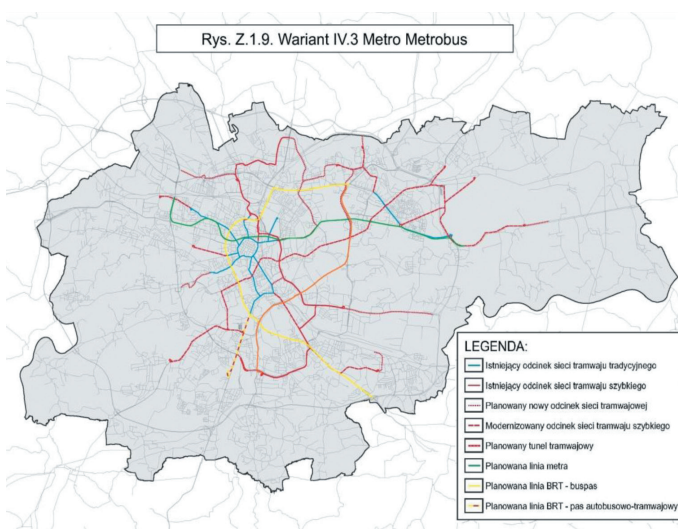 Rys. Z.1.9. Wariant IV.3 Metro Metrobus
LEGENDA:
Istniejący odcinek sieci tramwaju tradycyjnego
Istniejący odcinek sieci tramwaju szybkiego
Planowany nowy odcinek sieci tramwajowej
Modernizowany odcinek sieci tramwaju szybkiego
Planowany tunel tramwajowy
Planowana linia metra
Planowana linia BRT - buspas
Planowana linia BRT - pas autobusowo-tramwajowy